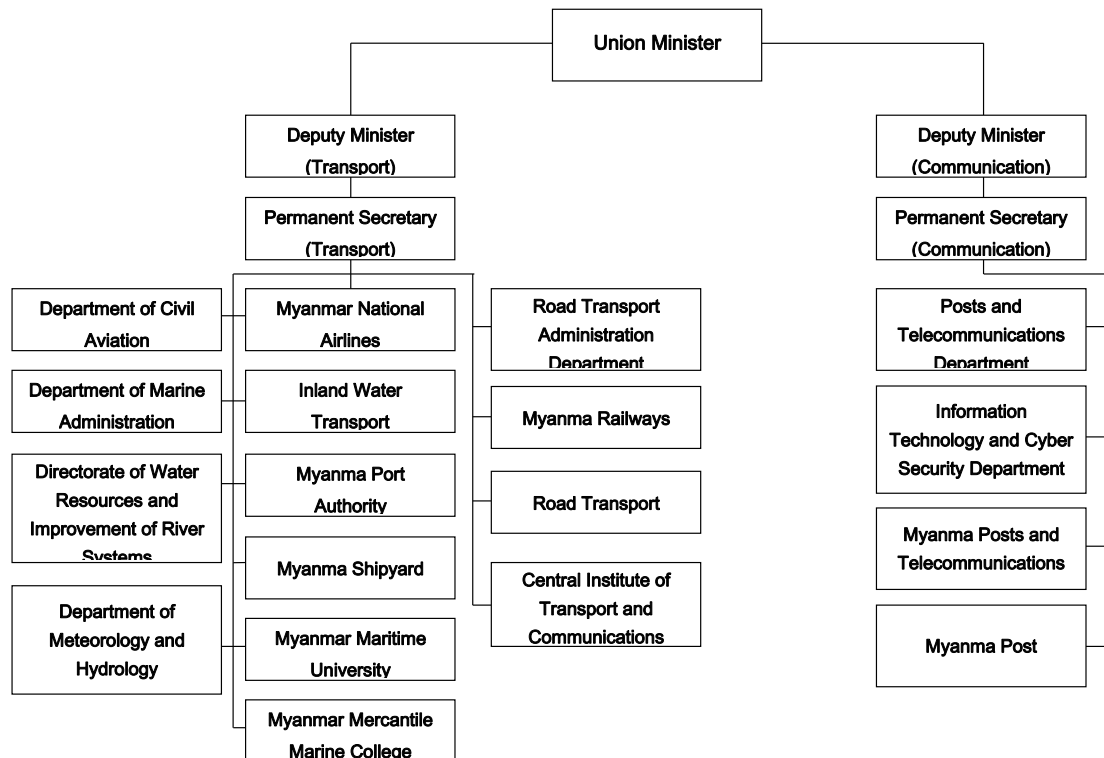 Union Minister
Deputy Minister
(Transport)
Deputy Minister
(Communication)
Permanent Secretary
(Transport)
Permanent Secretary
(Communication)
Department of Civil
Aviation
Myanmar National
Airlines
Road Transport
Administration
Department
Posts and
Telecommunications
Department
Department of Marine
Administration
Inland Water
Transport
Myanma Railways
Information
Technology and Cyber
Security Department
Directorate of Water
Resources and
Improvement of River
Systems
Myanma Port
Authority
Road Transport
Myanma Posts and
Telecommunications
Myanma Shipyard
Central Institute of
Transport and
Communications
Department of
Meteorology and
Hydrology
Myanmar Maritime
University
Myanma Post
Myanmar Mercantile
Marine College